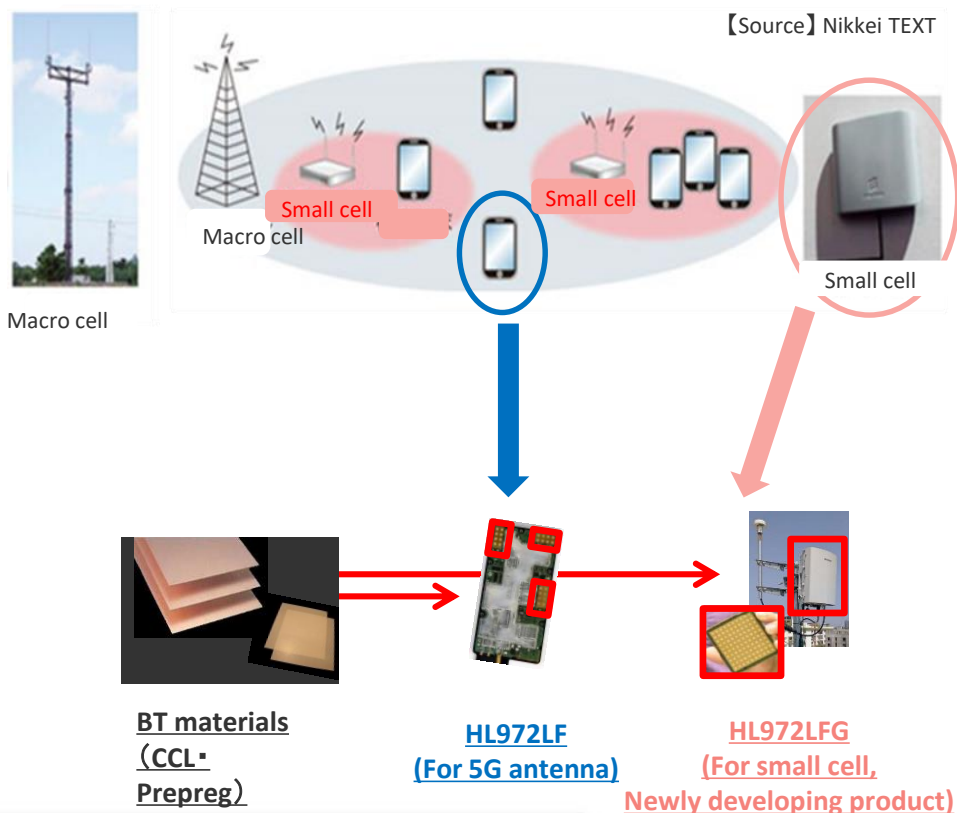 【Source】Nikkei TEXT
Small cell
Small cell
Macro cell
Small cell
Macro cell
BT materials
（CCL・
Prepreg）
HL972LF
(For 5G antenna)
HL972LFG
(For small cell,
Newly developing product)